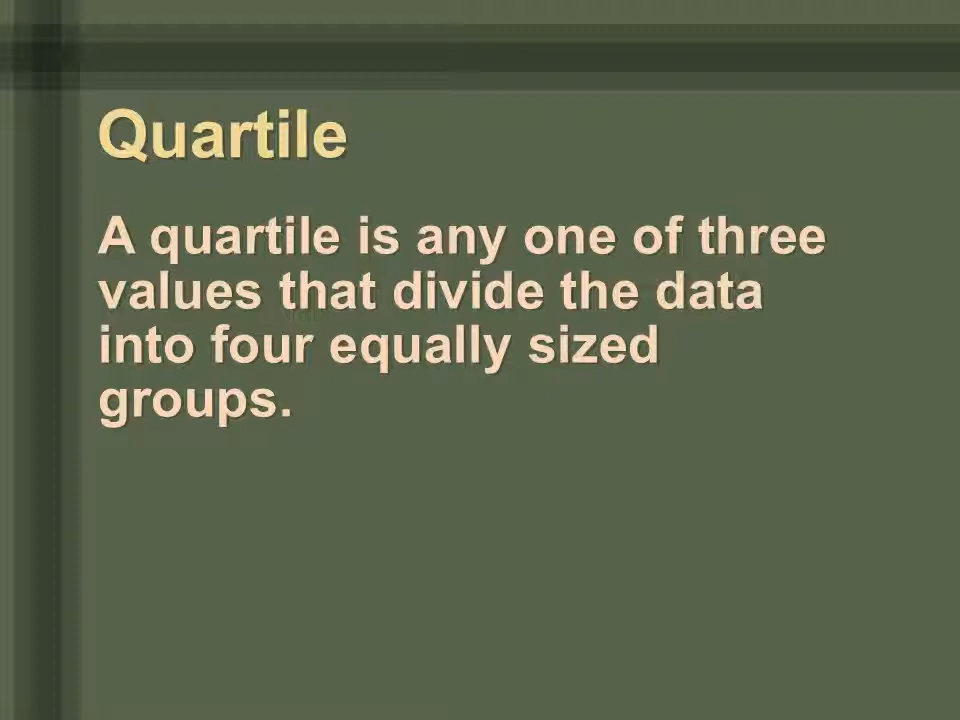 Quartile
A quartile is any one of three
values that divide the data
into four equally sized
groups.